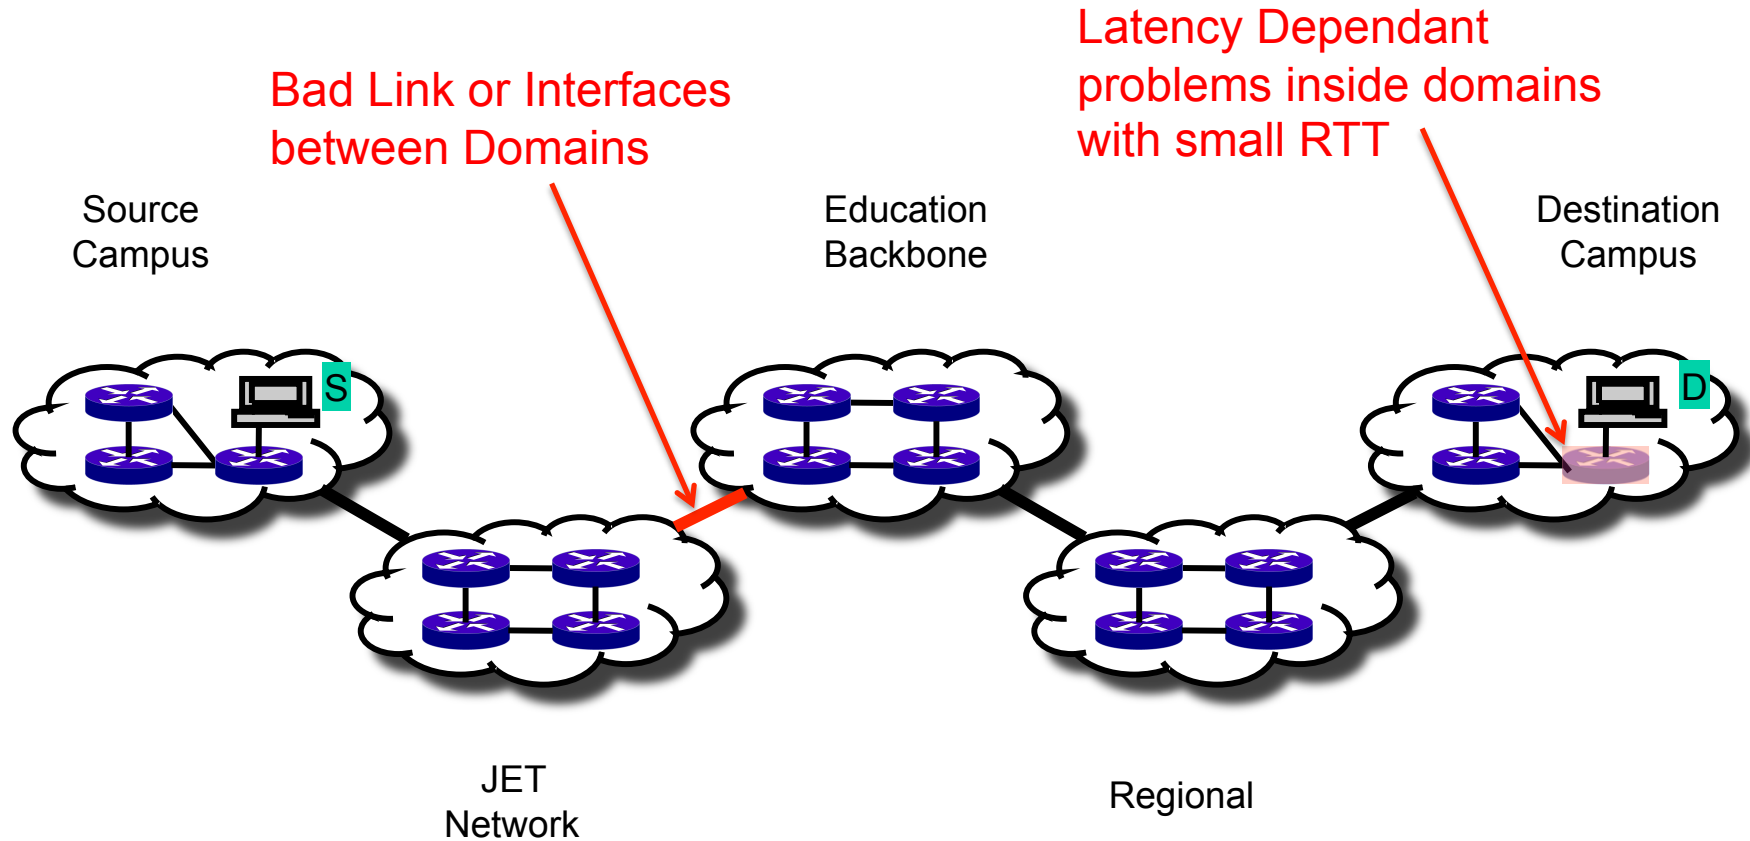 Latency Dependant
problems inside domains
with small RTT
Bad Link or Interfaces
between Domains
Source
Campus
Education
Backbone
Destination
Campus
S
D
JET
Network
Regional